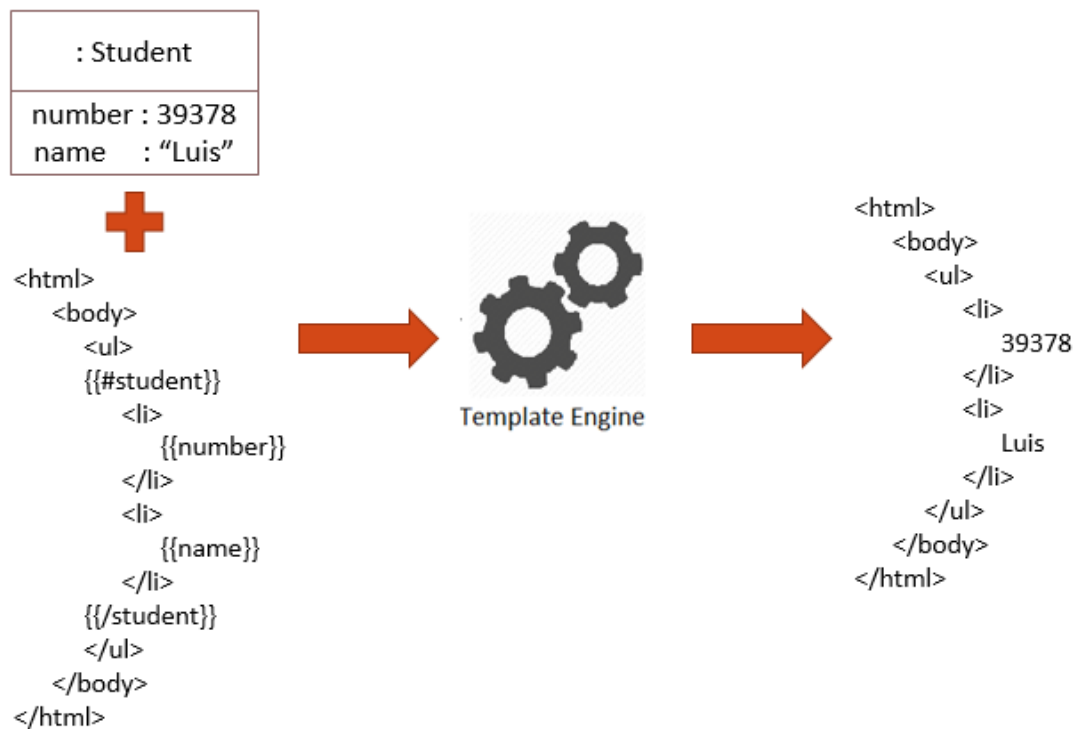 : Student
number : 39378
name : “Luis”
<html>
<body>
<ul>
{{#student}}
<li>
{{number}}
</li>
<li>
{{name}}
</li>
{{/student}}
</ul>
</body>
</html>
Template Engine
<html>
<body>
<ul>
<li>
39378
</li>
<li>
Luis
</li>
</ul>
</body>
</html>